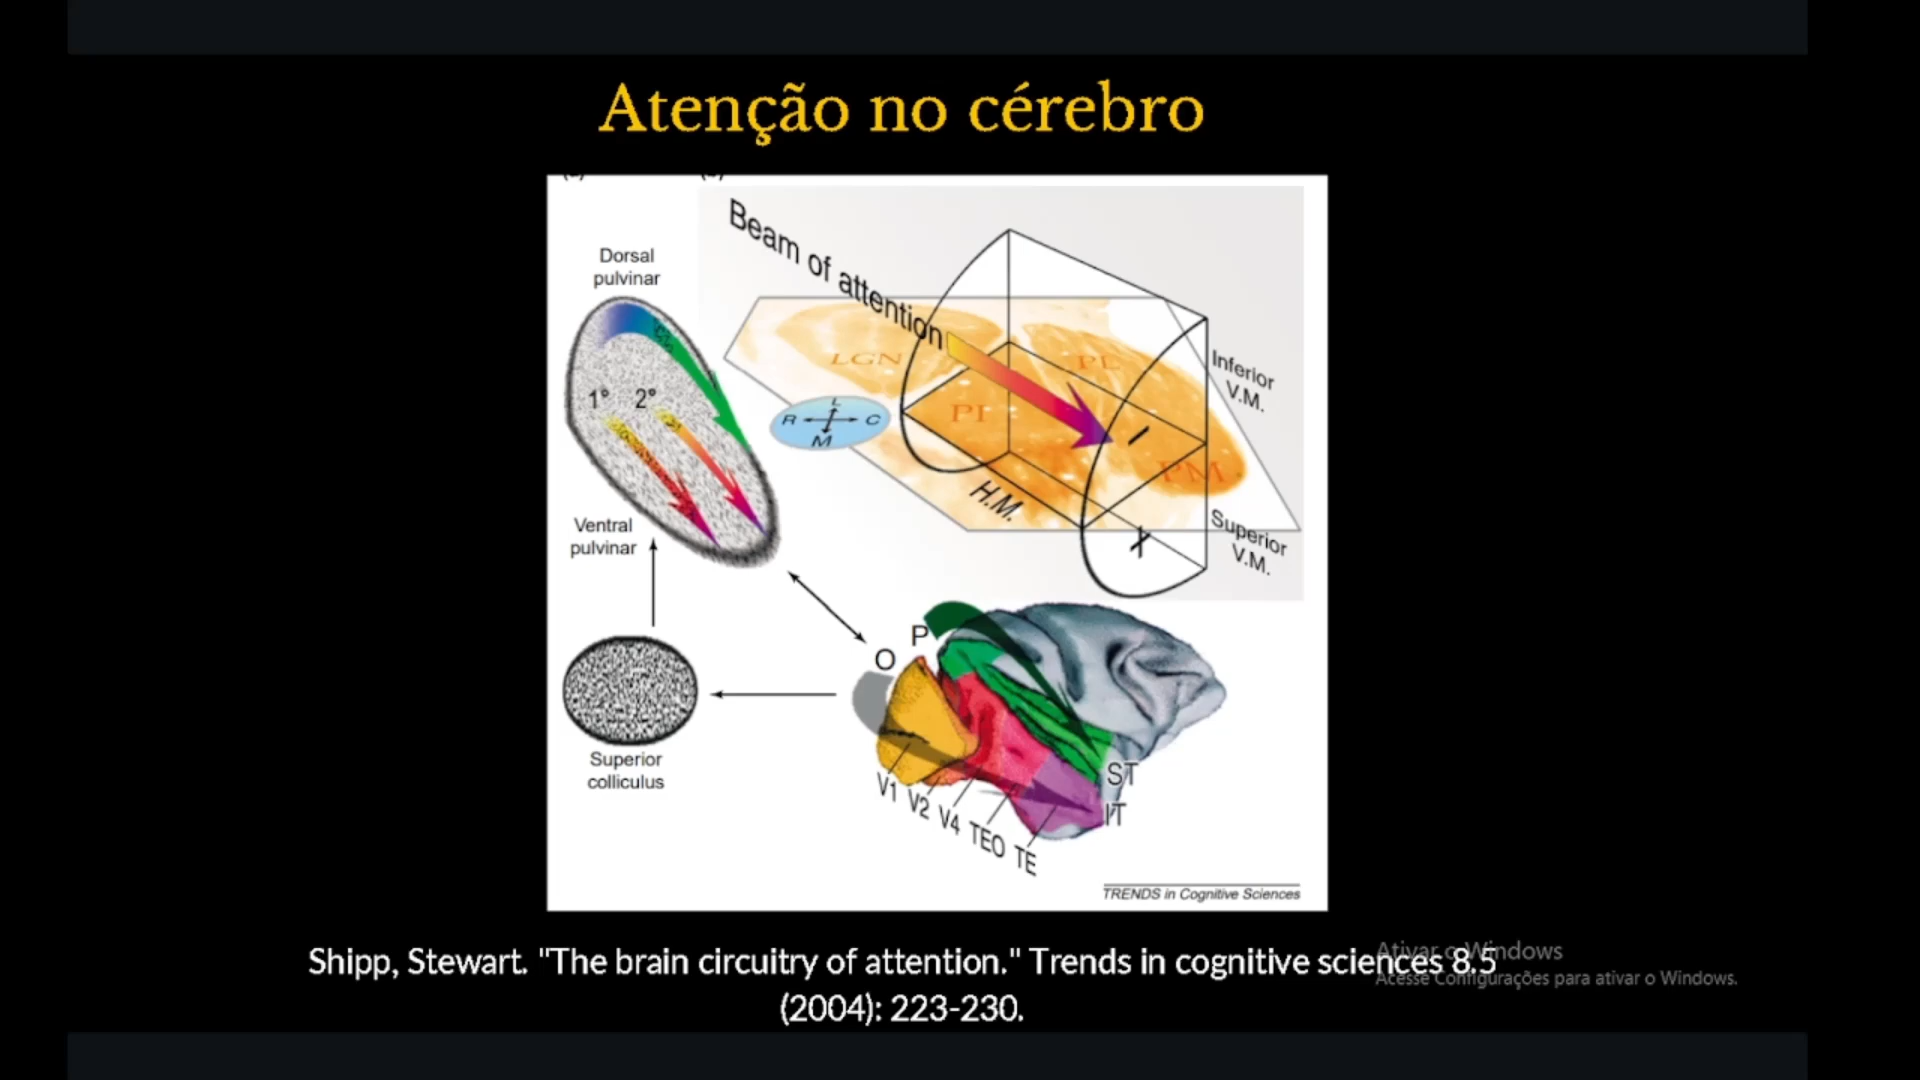 Atenção no cérebro
Beam of attention
Dorsal
pulvinar
1° 2°
Ventral
pulvinar
LGN
PL
PI
PM
L
R C
M
H.M.
Inferior
V.M.
Superior
V.M.
P
O
Superior
colliculus
V1 V2 V4 TEO TE
ST
IT
TRENDS in Cognitive Sciences
Shipp, Stewart. "The brain circuitry of attention." Trends in cognitive sciences 8.5
(2004): 223-230.
Ativar o Windows
Acesse Configurações para ativar o Windows.